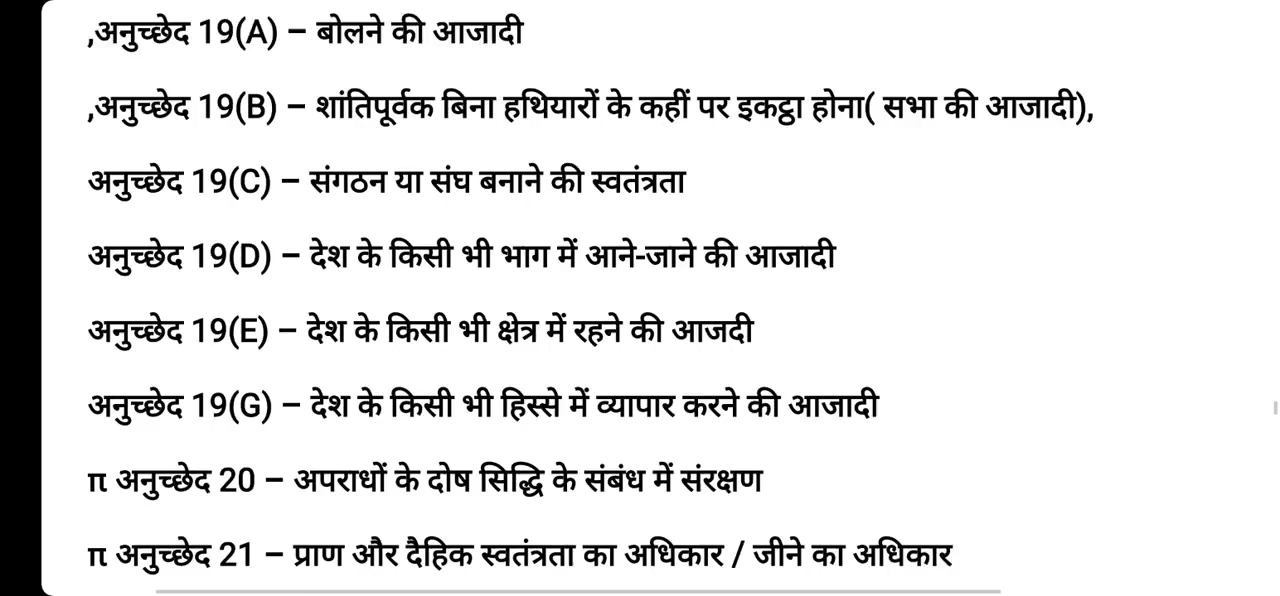 ,अनुच्छेद 19(A) – बोलने की आजादी
,अनुच्छेद 19(B) – शांतिपूर्वक बिना हथियारों के कहीं पर इकट्ठा होना( सभा की आजादी),
अनुच्छेद 19(C) – संगठन या संघ बनाने की स्वतंत्रता
अनुच्छेद 19(D) – देश के किसी भी भाग में आने-जाने की आजादी
अनुच्छेद 19(E) – देश के किसी भी क्षेत्र में रहने की आजदी
अनुच्छेद 19(G) – देश के किसी भी हिस्से में व्यापार करने की आजादी
π अनुच्छेद 20 – अपराधों के दोष सिद्धि के संबंध में संरक्षण
π अनुच्छेद 21 – प्राण और दैहिक स्वतंत्रता का अधिकार / जीने का अधिकार